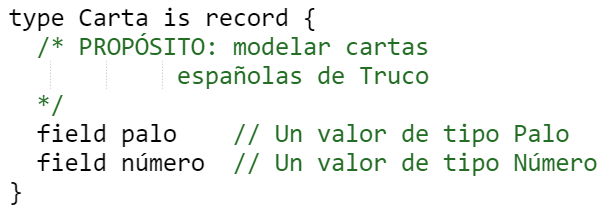 type Carta is record {
  /* PROPÓSITO: modelar cartas
            españolas de Truco
  */
  field palo    // Un valor de tipo Palo
  field número  // Un valor de tipo Número
}